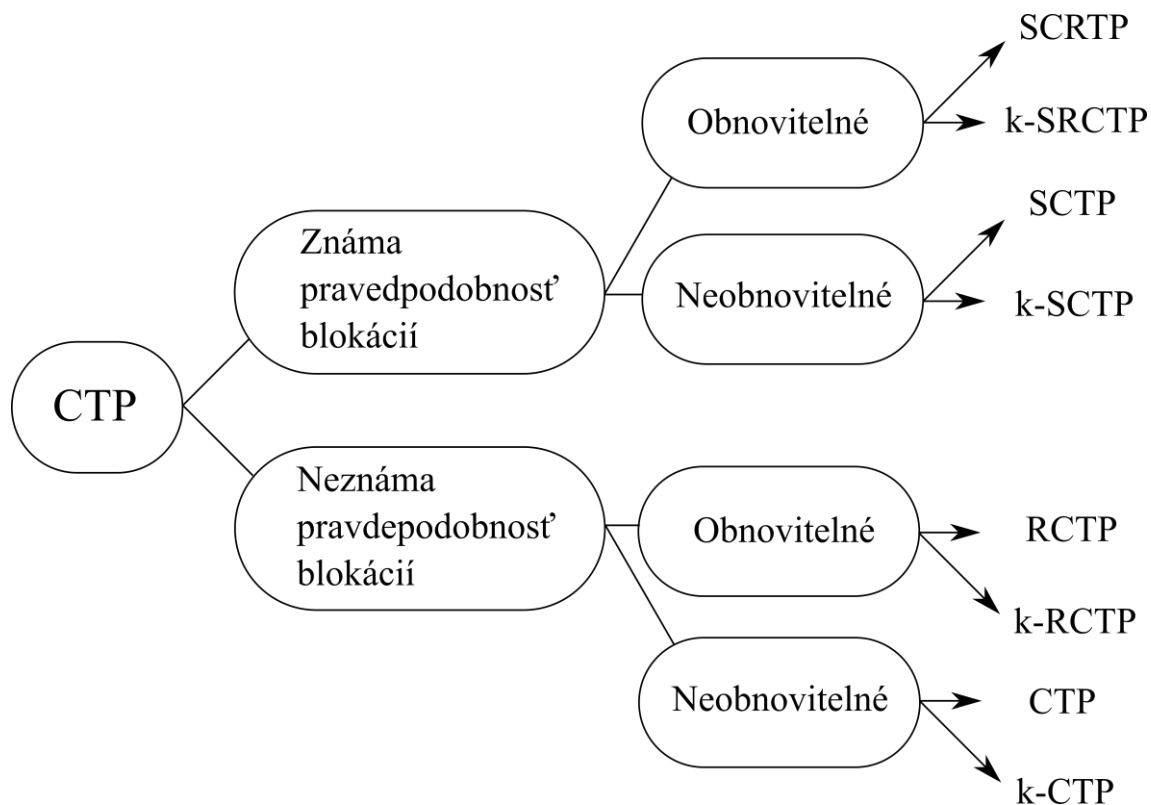 CTP
Známa
pravedpodobnosť
blokácií
Obnovitelné
SCRTP
k-SRCTP
Neobnovitelné
SCTP
k-SCTP
Neznáma
pravdepodobnosť
blokácií
Obnovitelné
RCTP
k-RCTP
Neobnovitelné
CTP
k-CTP